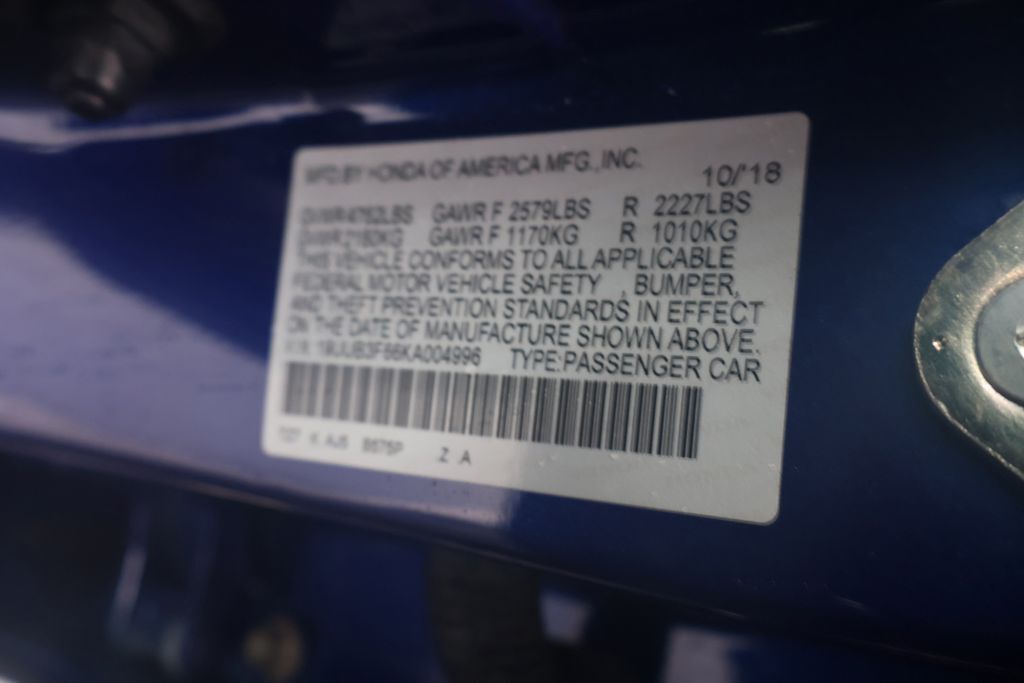 MFD.BY HONDA OF AMERICA MFG.,INC.
10/'18
GVWR 4762LBS GAWR F 2579LBS R 2227LBS
GVWR 2160KG GAWR F 1170KG R 1010KG
THIS VEHICLE CONFORMS TO ALL APPLICABLE
FEDERAL MOTOR VEHICLE SAFETY , BUMPER,
AND THEFT PREVENTION STANDARDS IN EFFECT
ON THE DATE OF MANUFACTURE SHOWN ABOVE.
TYPE:PASSENGER CAR
Z A